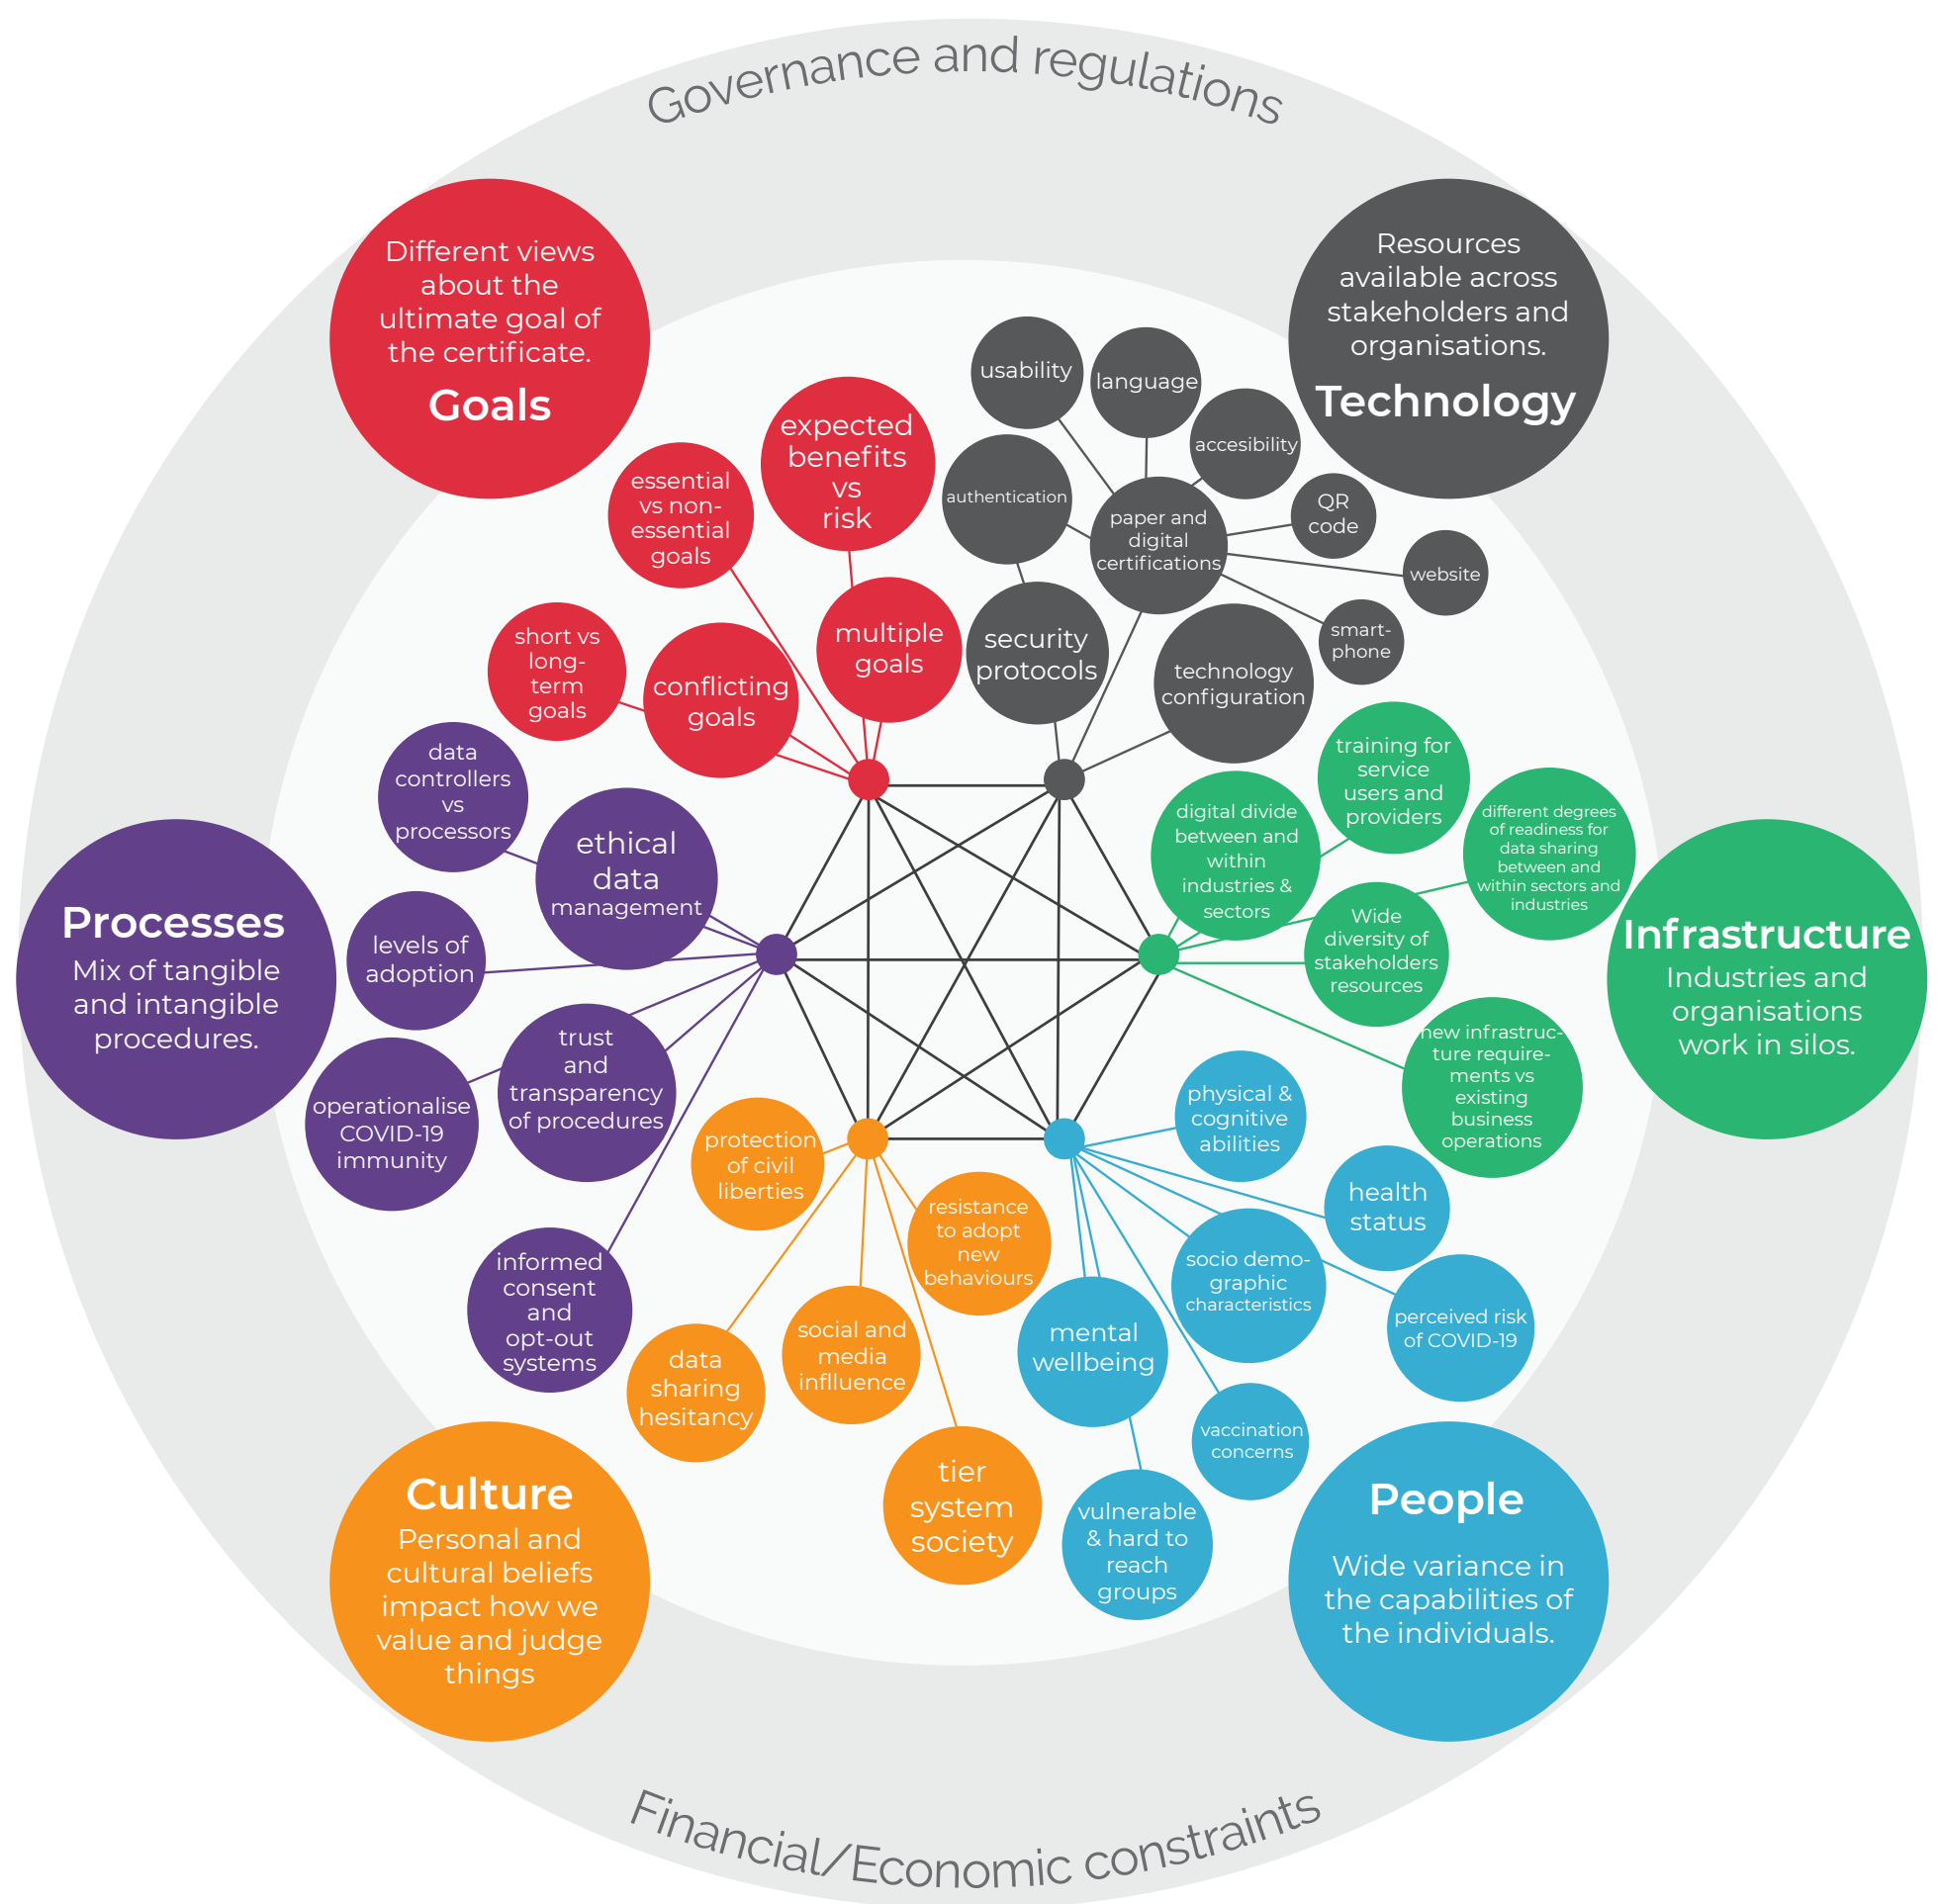 Governance and regulations
Different views
about the
ultimate goal of
the certificate.
Goals
Resources
available across
stakeholders and
organisations.
Technology
expected
benefits
vs
risk
essential
vs non-
essential
goals
short vs
long-
term
goals
conflicting
goals
multiple
goals
usability
language
accesibility
authentication
paper and
digital
certifications
QR
code
website
smart-
phone
security
protocols
technology
configuration
data
controllers
vs
processors
ethical
data
management
levels of
adoption
trust
and
transparency
of procedures
operationalise
COVID-19
immunity
informed
consent
and
opt-out
systems
Processes
Mix of tangible
and intangible
procedures.
digital divide
between and
within
industries &
sectors
training for
service
users and
providers
different degrees
of readiness for
data sharing
between and
within sectors and
industries
Wide
diversity of
stakeholders
resources
new infrastruc-
ture require-
ments vs
existing
business
operations
Infrastructure
Industries and
organisations
work in silos.
protection
of civil
liberties
resistance
to adopt
new
behaviours
data
sharing
hesitancy
social and
media
inflluence
tier
system
society
physical &
cognitive
abilities
health
status
socio demo-
graphic
characteristics
perceived risk
of COVID-19
mental
wellbeing
vaccination
concerns
vulnerable
& hard to
reach
groups
Culture
Personal and
cultural beliefs
impact how we
value and judge
things
People
Wide variance in
the capabilities of
the individuals.
Financial/Economic constraints